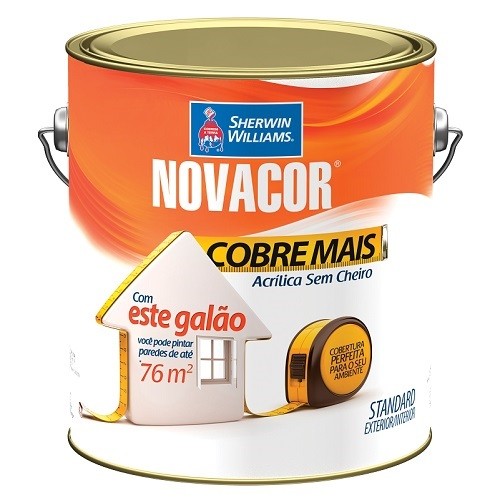 SHERWIN
WILLIAMS.
NOVACOR®
COBRE MAIS
Acrílica Sem Cheiro
Com
este galão
você pode pintar
paredes de até
76 m²
COBERTURA
PERFEITA
PARA O SEU
AMBIENTE!
STANDARD
EXTERIOR/INTERIOR